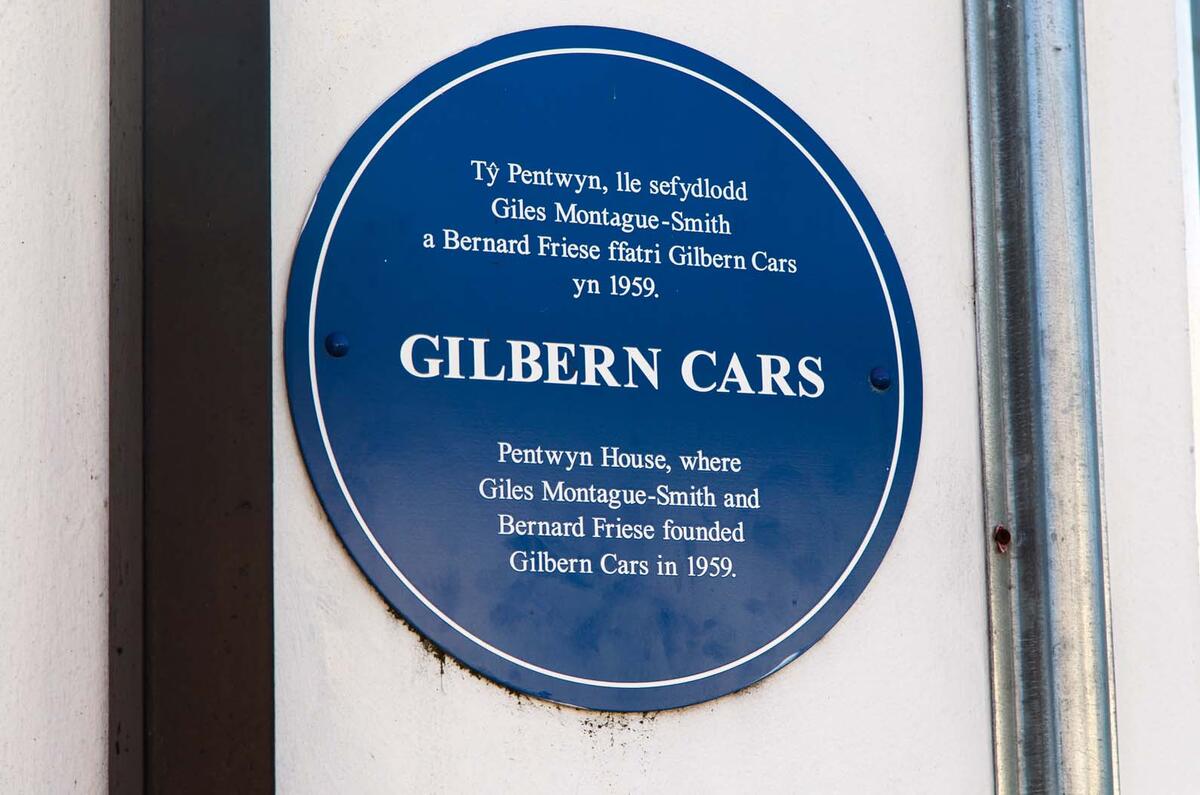 Tŷ Pentwyn, lle sefydlodd
Giles Montague-Smith
a Bernard Friese ffatri Gilbern Cars
yn 1959.
GILBERN CARS
Pentwyn House, where
Giles Montague-Smith and
Bernard Friese founded
Gilbern Cars in 1959.